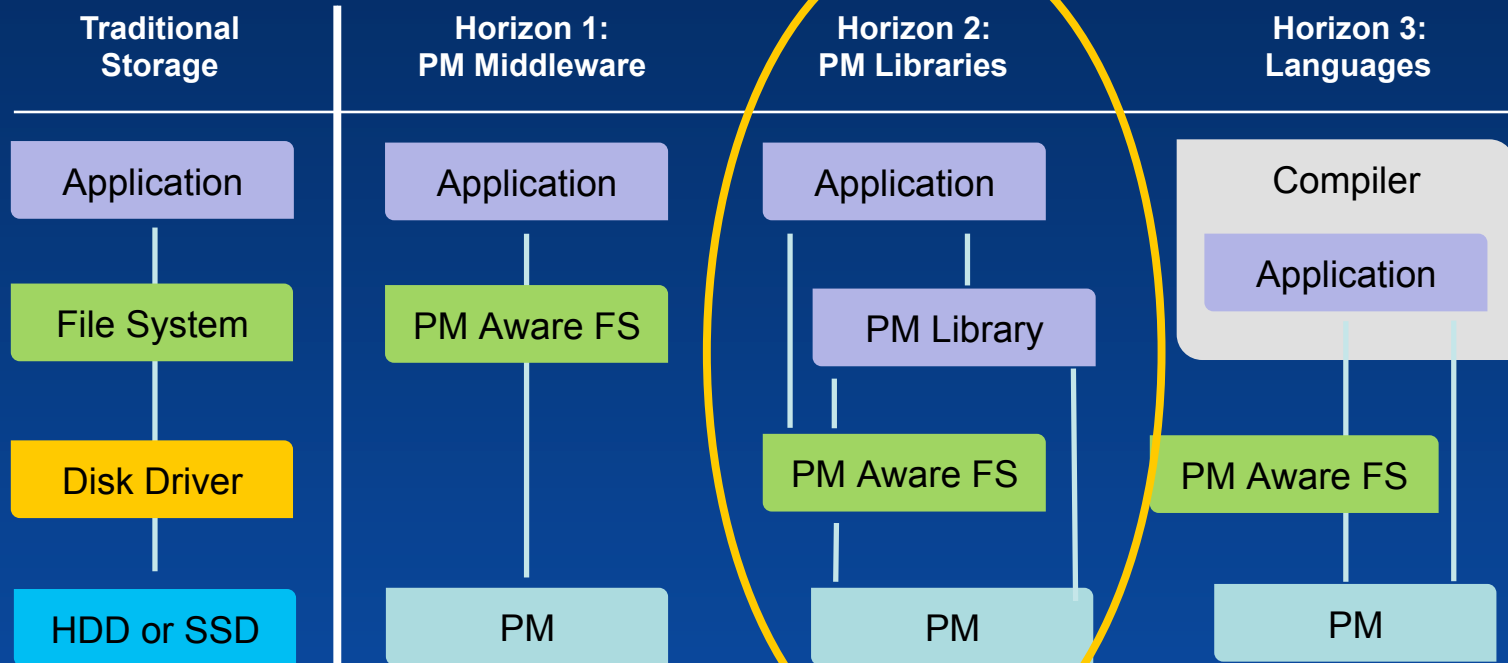 Traditional
Storage
Horizon 1:
PM Middleware
Horizon 2:
PM Libraries
Horizon 3:
Languages
Application
File System
Disk Driver
HDD or SSD
Application
PM Aware FS
PM
Application
PM Library
PM Aware FS
PM
Compiler
Application
PM Aware FS
PM